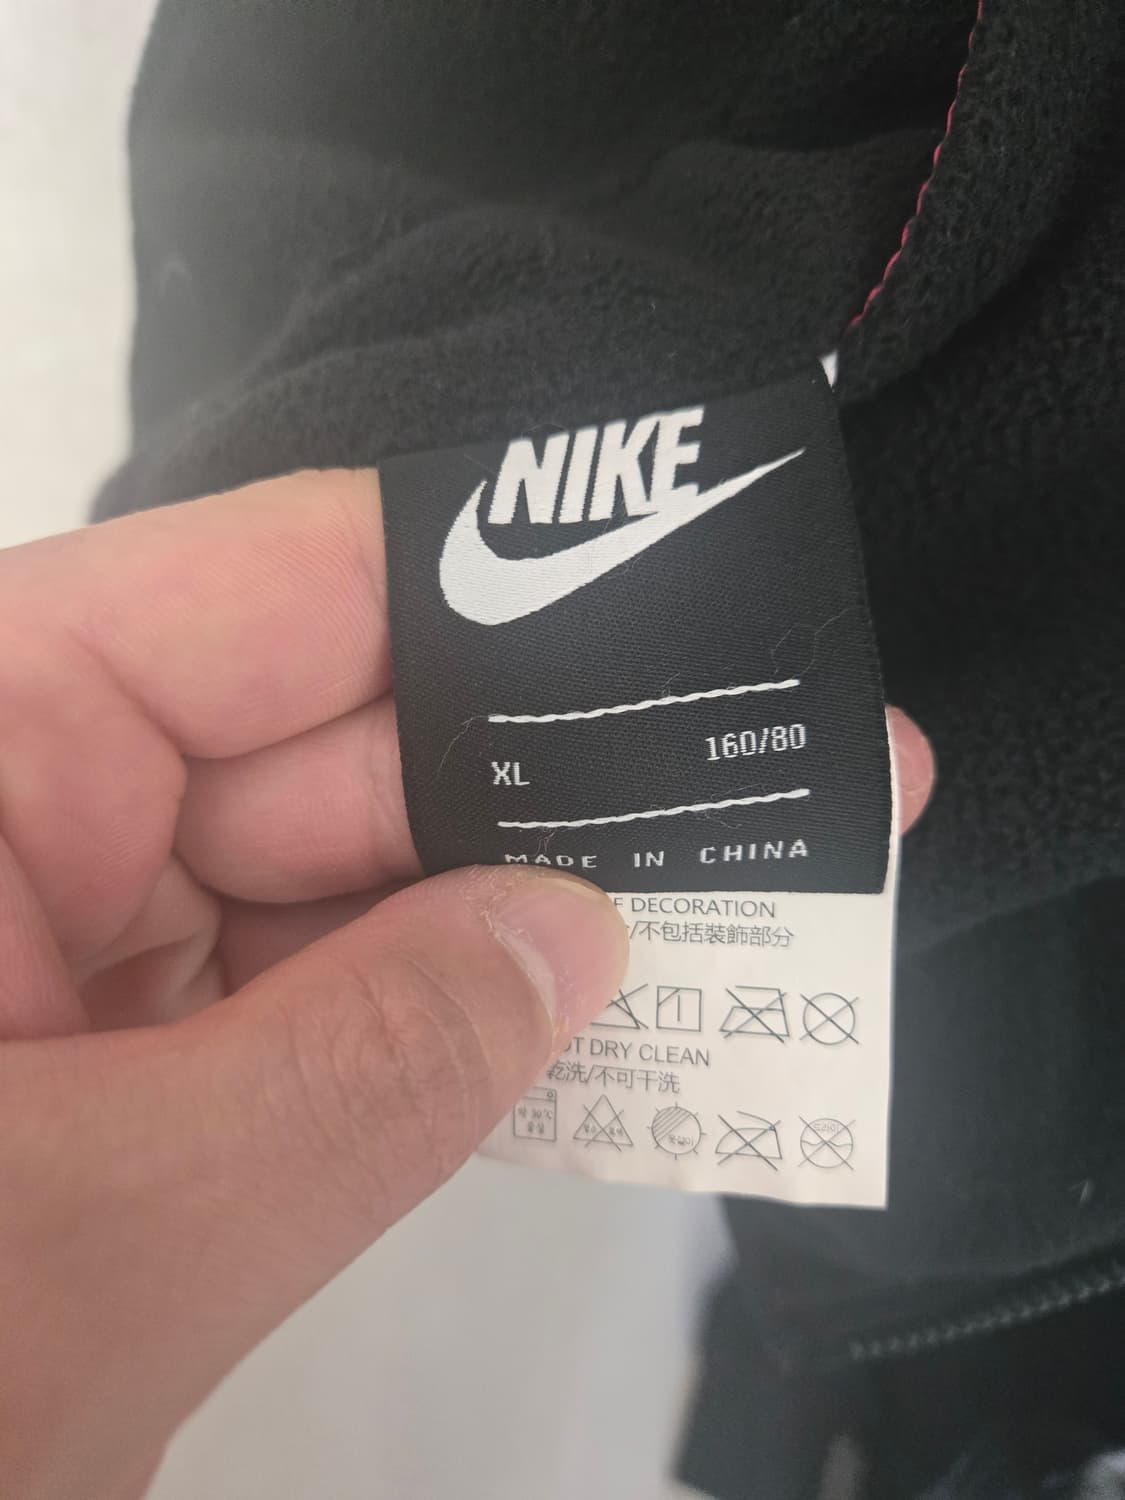 NIKE
XL 160/80
MADE IN CHINA
DECORATION
/不包括裝飾部分
DRY CLEAN
乾洗/不可干洗